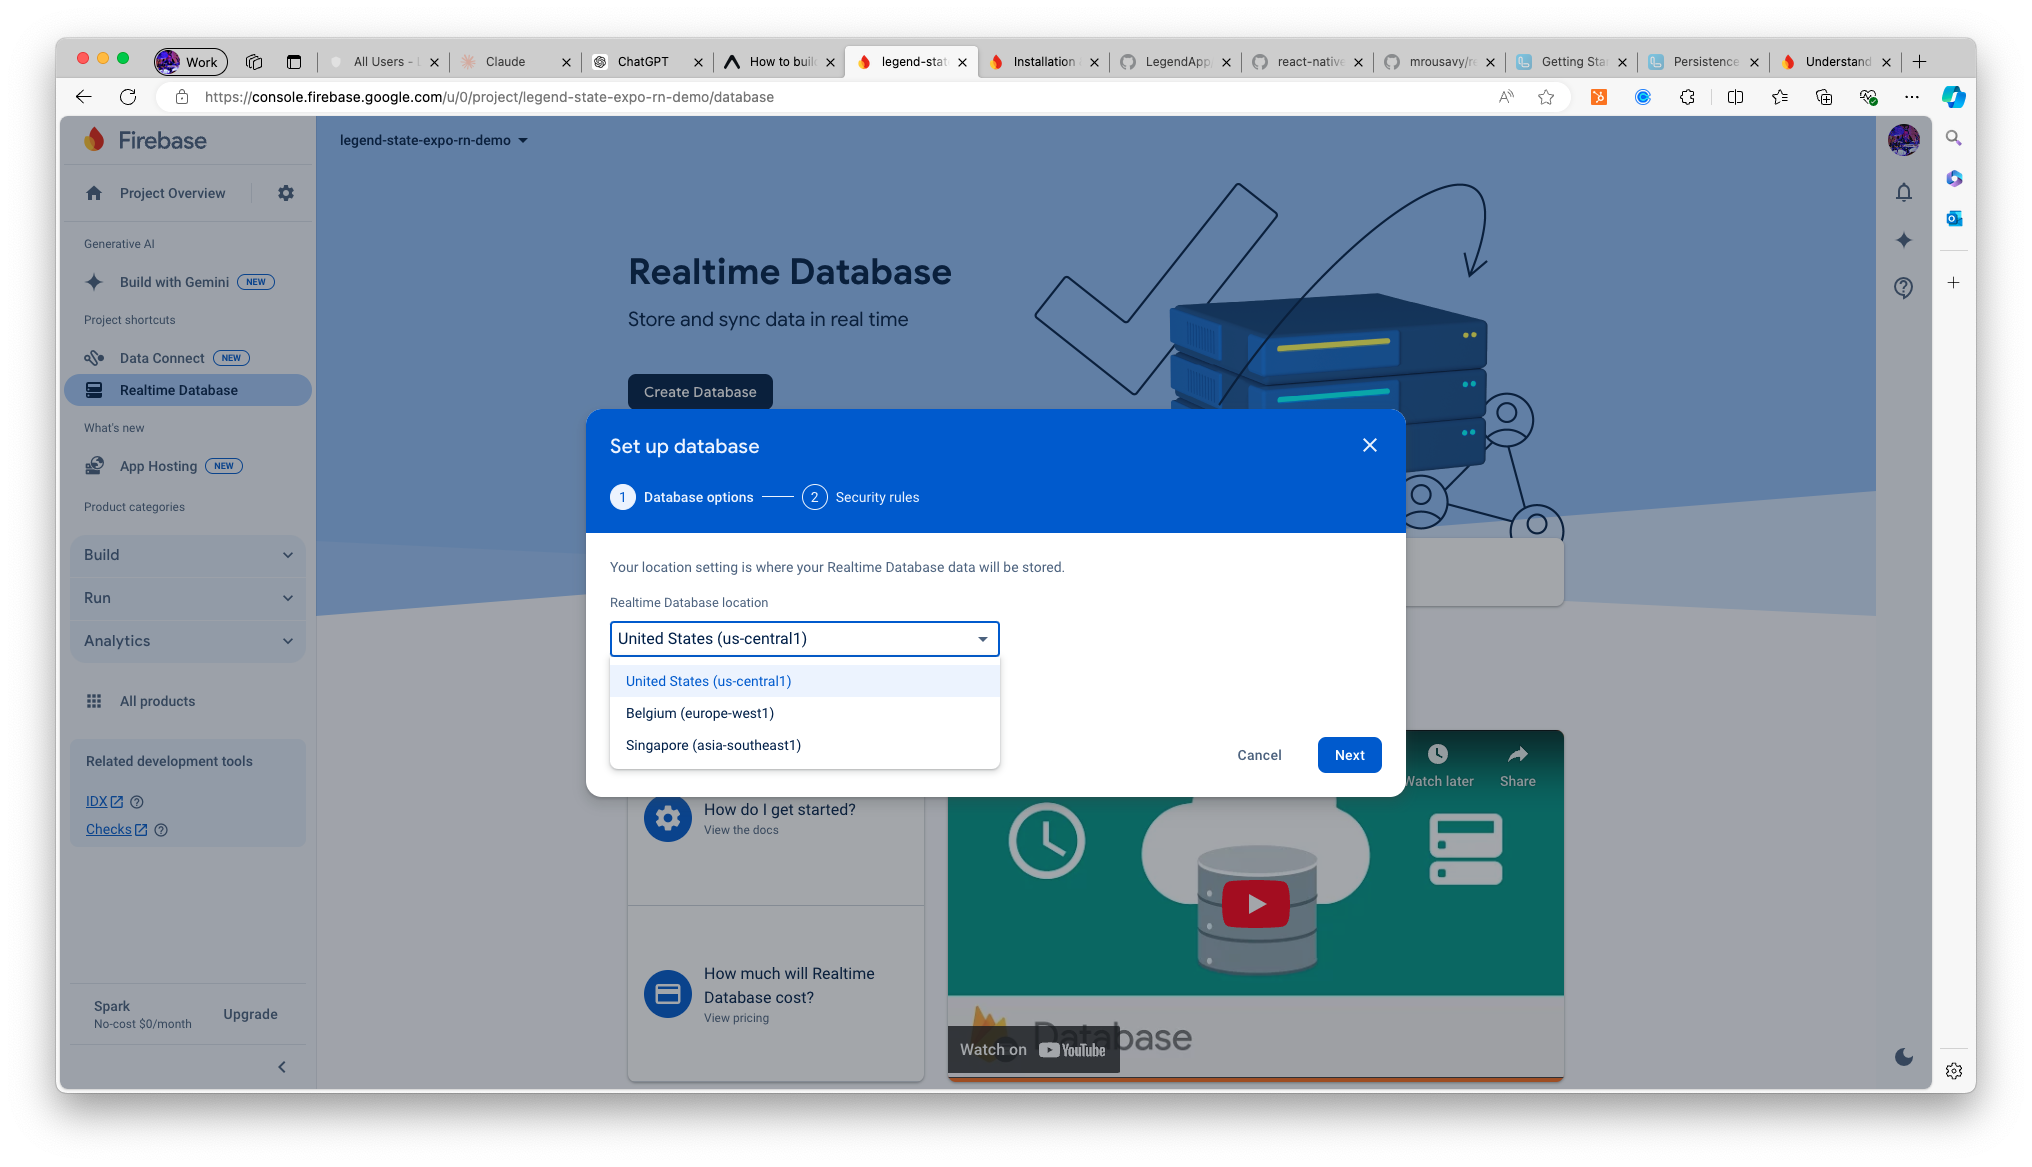 Work
All Users -
Claude
ChatGPT
How to buil
legend-stat
Installation
LegendApp
react-native
mrousavy/re
Getting Sta
Persistence
Understand
https://console.firebase.google.com/u/0/project/legend-state-expo-rn-demo/database
Firebase
legend-state-expo-rn-demo
Project Overview
Generative AI
Build with Gemini NEW
Project shortcuts
Data Connect NEW
Realtime Database
What's new
App Hosting NEW
Product categories
Build
Run
Analytics
All products
Related development tools
IDX
Checks
Spark
No-cost $0/month
Upgrade
Realtime Database
Store and sync data in real time
Create Database
Set up database
1 Database options
2 Security rules
Your location setting is where your Realtime Database data will be stored.
Realtime Database location
United States (us-central1)
United States (us-central1)
Belgium (europe-west1)
Singapore (asia-southeast1)
Cancel
Next
How do I get started?
View the docs
How much will Realtime
Database cost?
View pricing
Watch later
Share
Database
Watch on YouTube